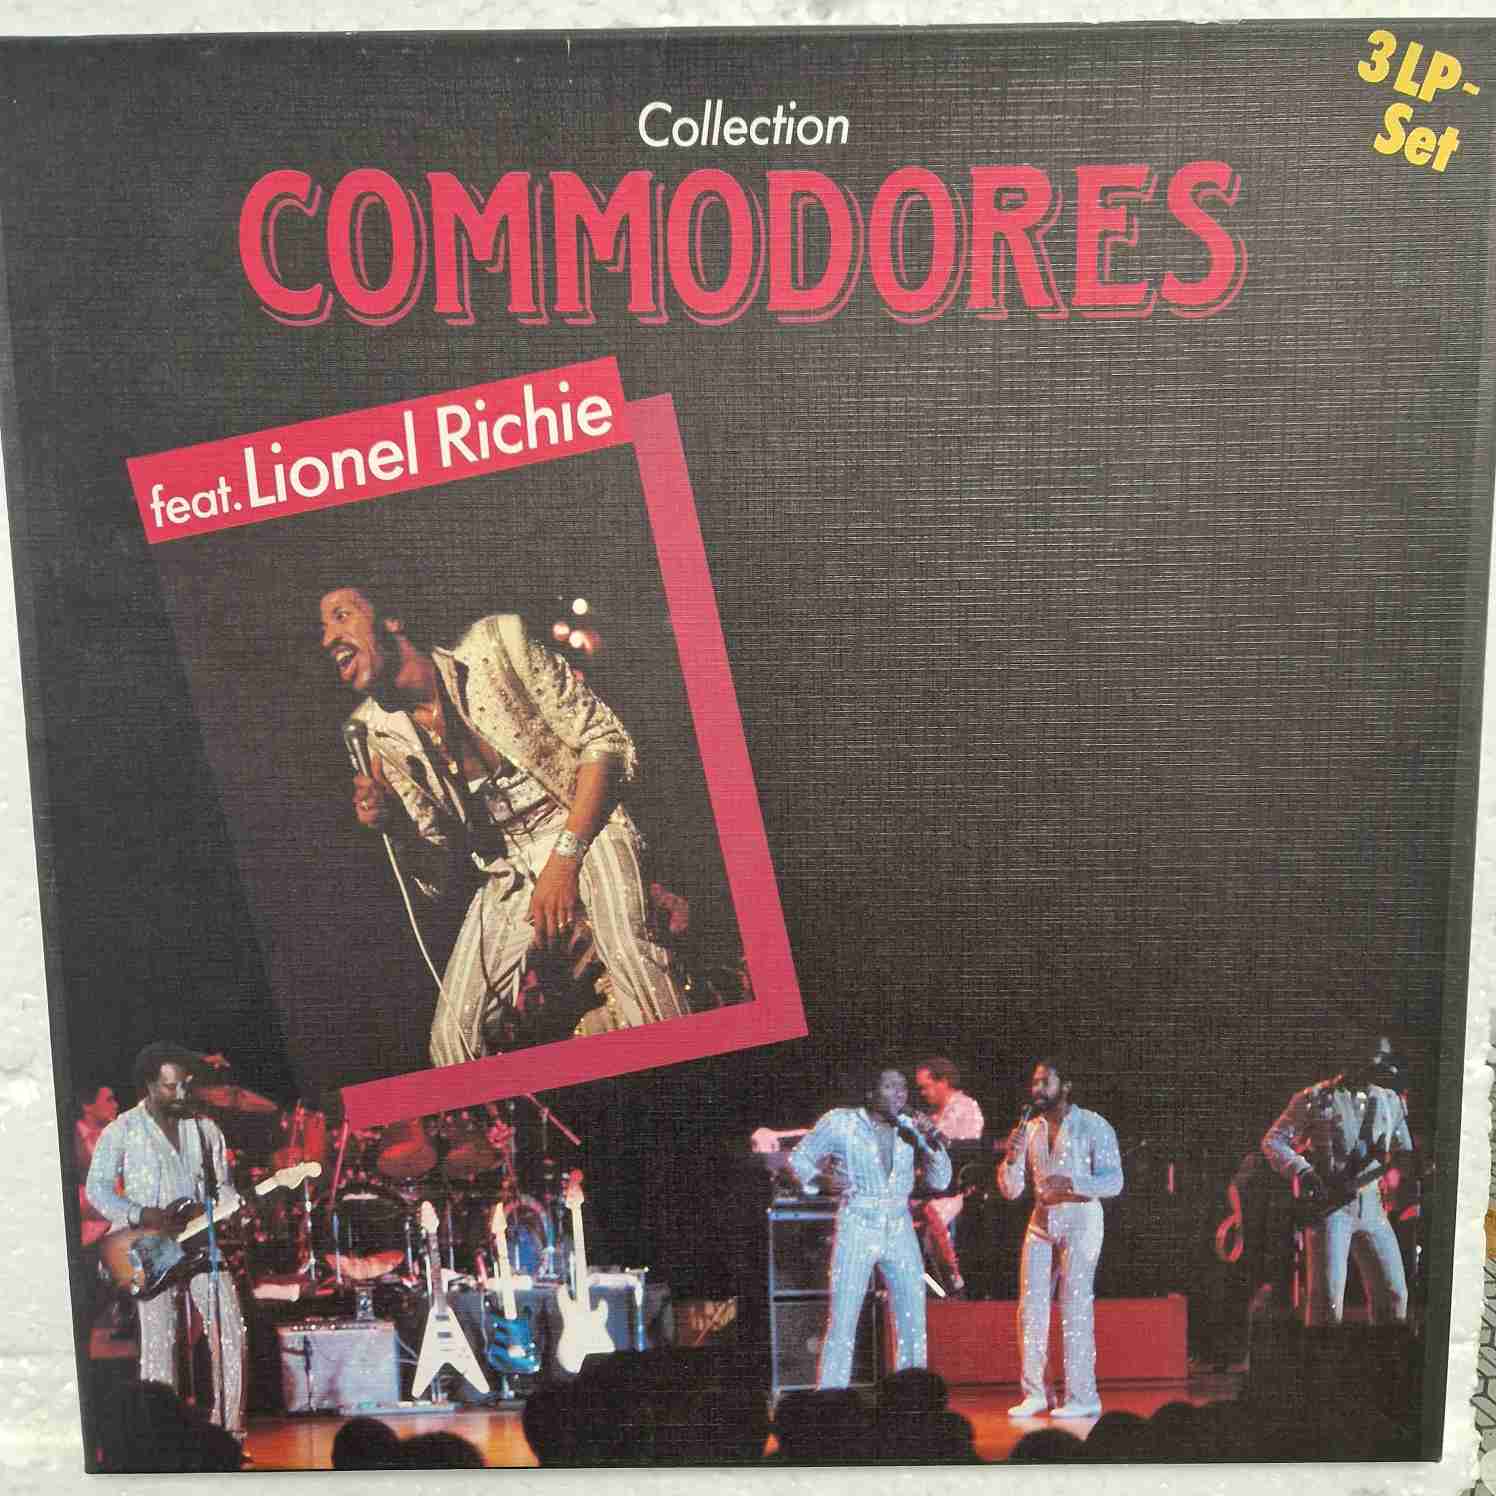 3 LP-
Set
Collection
COMMODORES
feat. Lionel Richie